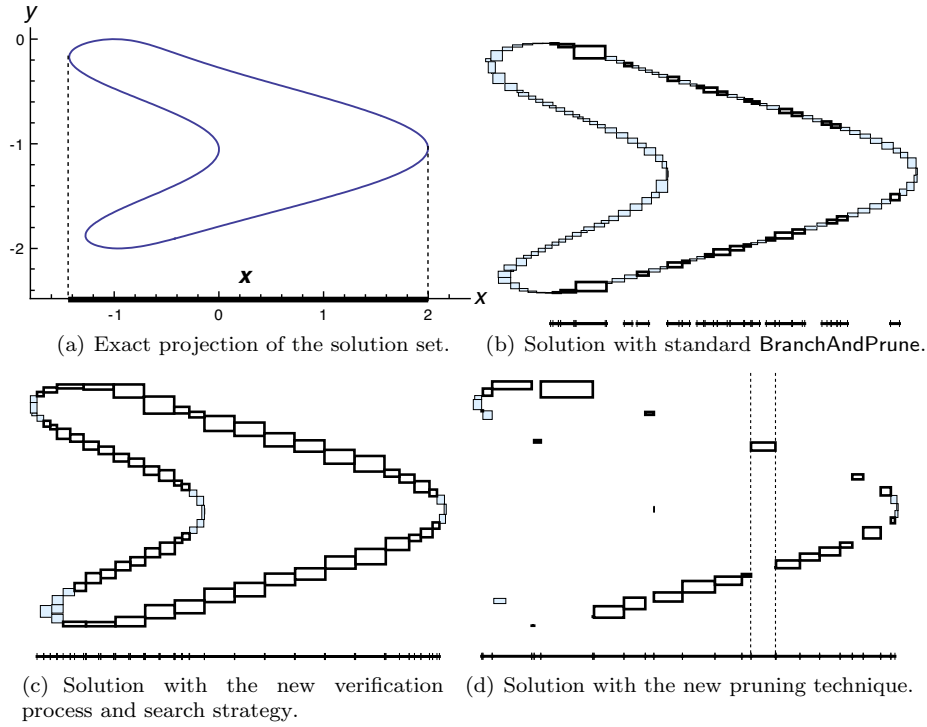 y
0
-1
-2
x
-1
0
1
2
x
(a) Exact projection of the solution set.
(b) Solution with standard BranchAndPrune.
(c) Solution with the new verification
process and search strategy.
(d) Solution with the new pruning technique.